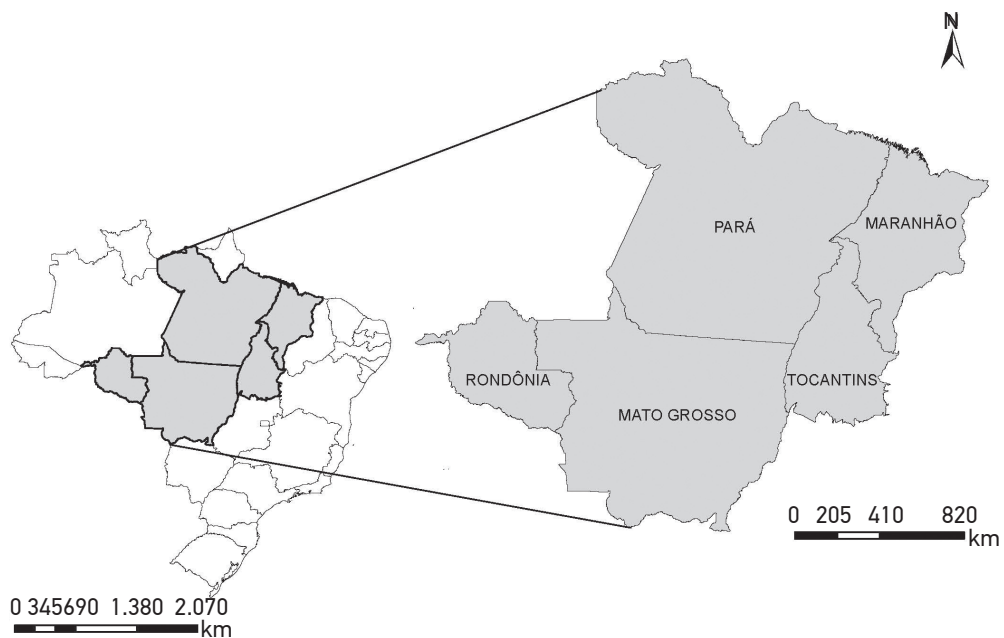 N
PARÁ
MARANHÃO
RONDÔNIA
TOCANTINS
MATO GROSSO
0 205 410 820
km
0 345690 1.380 2.070
km